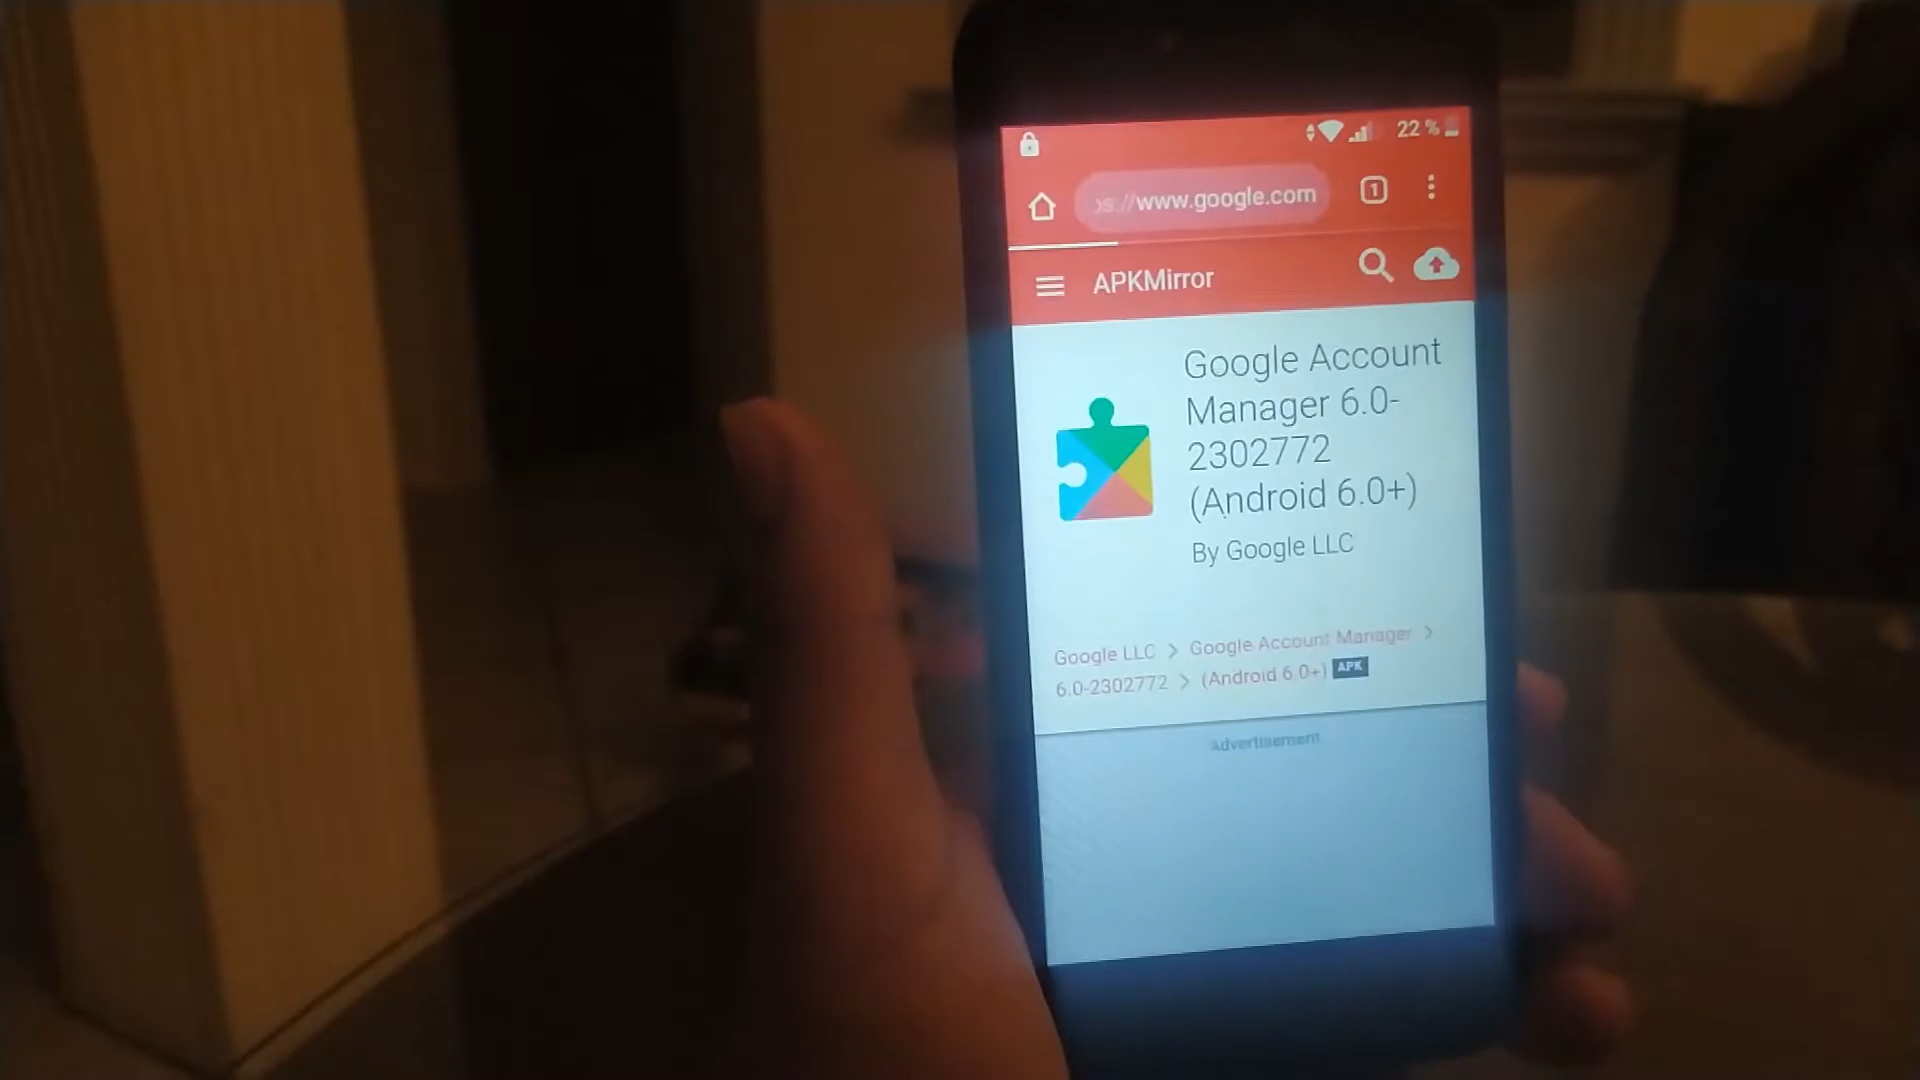 22 %
s://www.google.com
1
APKMirror
Google Account
Manager 6.0-
2302772
(Android 6.0+)
By Google LLC
Google LLC > Google Account Manager >
6.0-2302772 > (Android 6.0+) APK
Advertisement